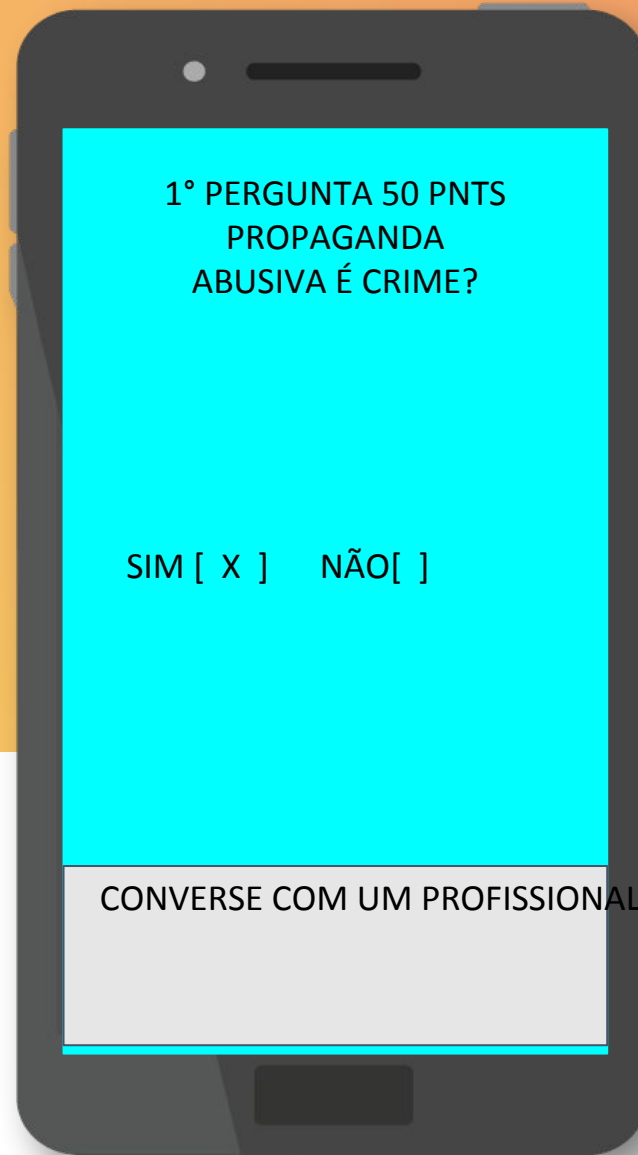 1° PERGUNTA 50 PNTS
PROPAGANDA
ABUSIVA É CRIME?
SIM [ X ] NÃO[ ]
CONVERSE COM UM PROFISSIONAL